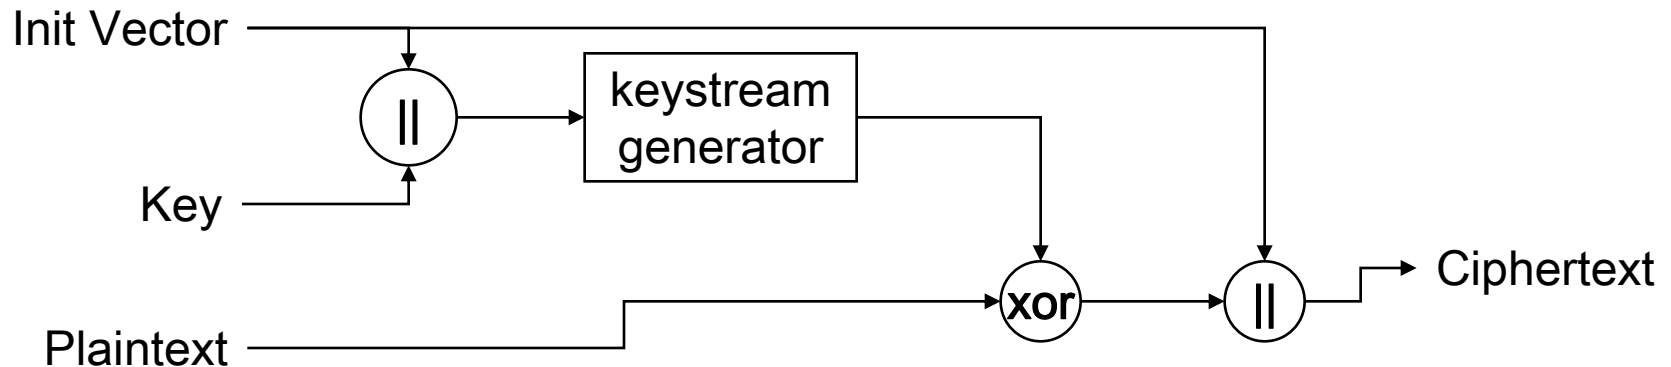 Init Vector
||
keystream
generator
Key
xor
||
Ciphertext
Plaintext